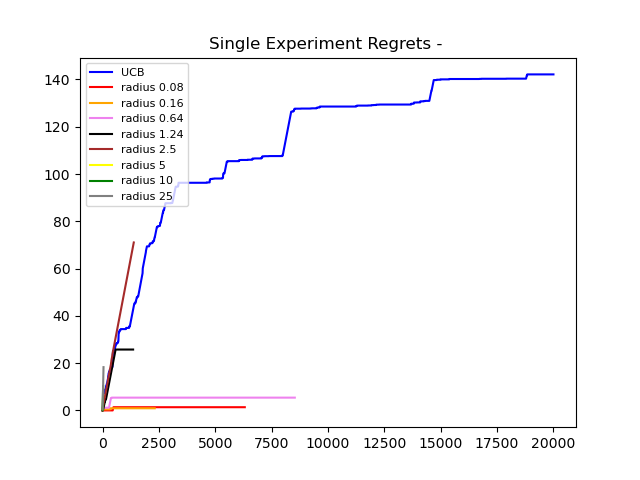 Single Experiment Regrets -
UCB
radius 0.08
radius 0.16
radius 0.64
radius 1.24
radius 2.5
radius 5
radius 10
radius 25
140
120
100
80
60
40
20
0
0 2500 5000 7500 10000 12500 15000 17500 20000